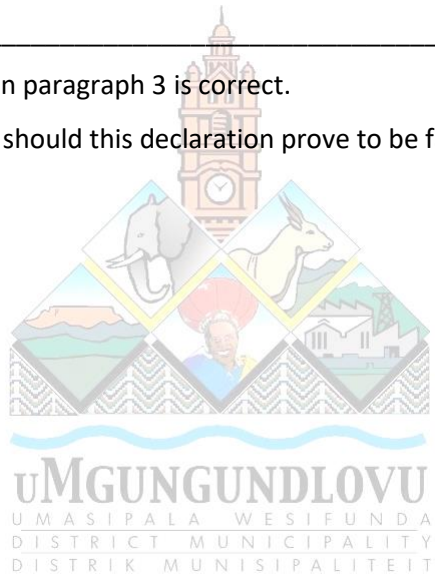 n paragraph 3 is correct.
should this declaration prove to be f
uMGUNGUNDLOVU
UMASIPALA WESIFUNDA
DISTRICT MUNICIPALITY
DISTRIK MUNISIPALITEIT